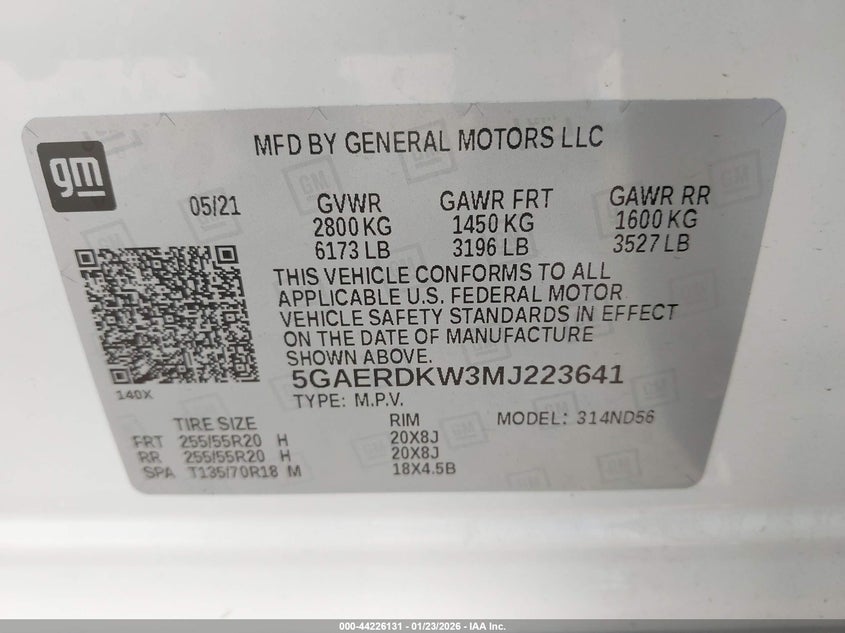 gm
MFD BY GENERAL MOTORS LLC
05/21 GVWR GAWR FRT GAWR RR
2800 KG 1450 KG 1600 KG
6173 LB 3196 LB 3527 LB
THIS VEHICLE CONFORMS TO ALL
APPLICABLE U.S. FEDERAL MOTOR
VEHICLE SAFETY STANDARDS IN EFFECT
ON THE DATE OF MANUFACTURE
SHOWN ABOVE.
5GAERDKW3MJ223641
140X
TYPE: M.P.V.
TIRE SIZE RIM MODEL: 314ND56
FRT 255/55R20 H 20X8J
RR 255/55R20 H 20X8J
SPA T135/70R18 M 18X4.5B
000-44226131 - 01/23/2026 - IAA Inc.